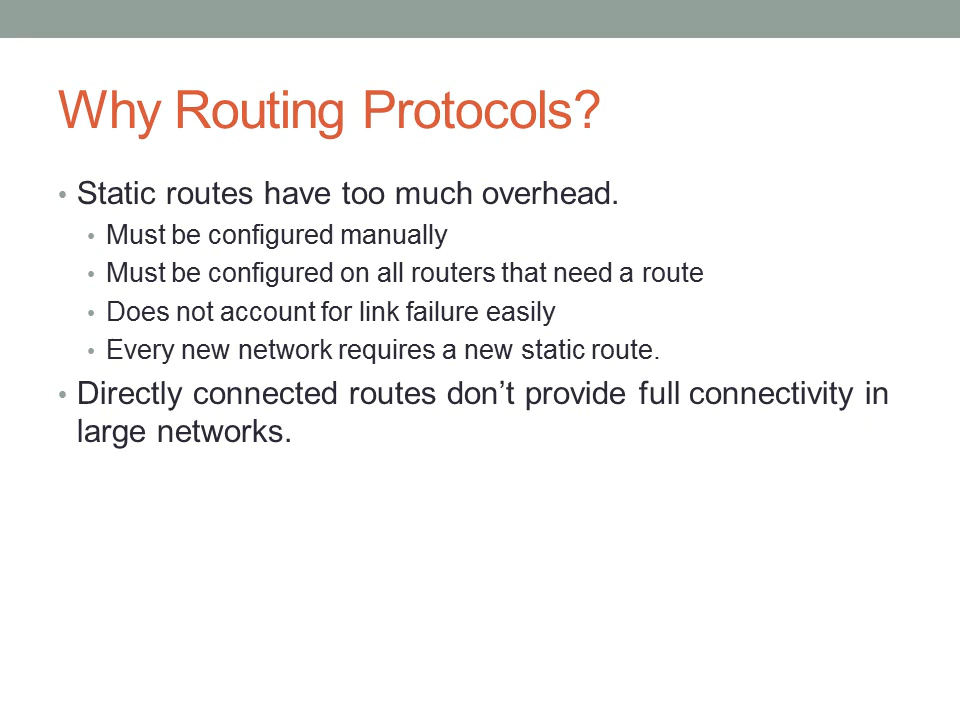 Why Routing Protocols?
• Static routes have too much overhead.
• Must be configured manually
• Must be configured on all routers that need a route
• Does not account for link failure easily
• Every new network requires a new static route.
• Directly connected routes don’t provide full connectivity in
large networks.